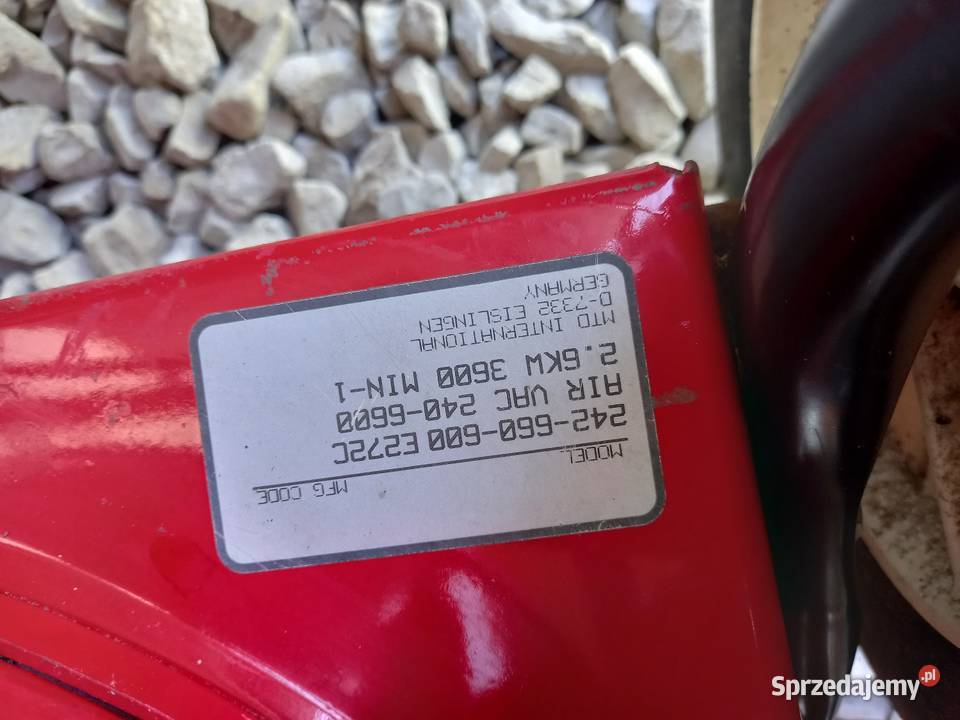 MODEL MFG CODE
242-660-600 E272C
AIR VAC 240-6600
2.6KW 3600 MIN-1
MTD INTERNATIONAL
D-7332 EISLINGEN
GERMANY
Sprzedajemy.pl